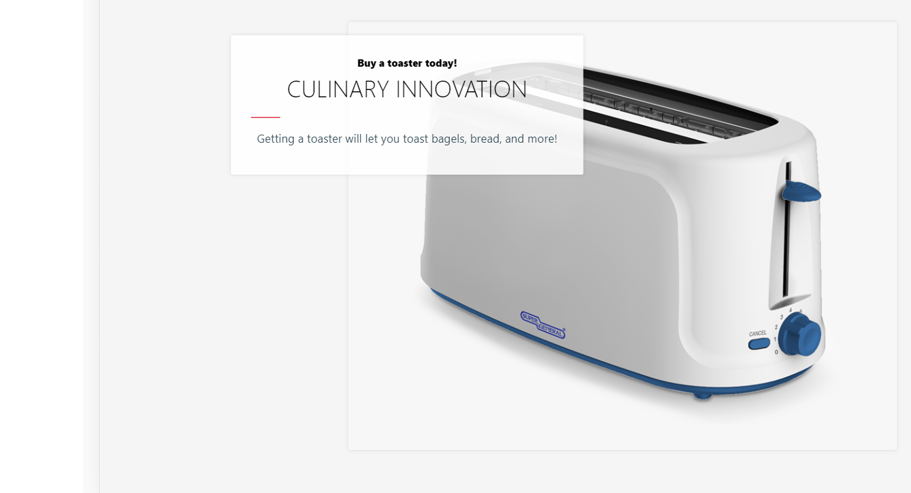 Buy a toaster today!
CULINARY INNOVATION
Getting a toaster will let you toast bagels, bread, and more!
SUPER
GENERAL
CANCEL
4
3
2
1
0